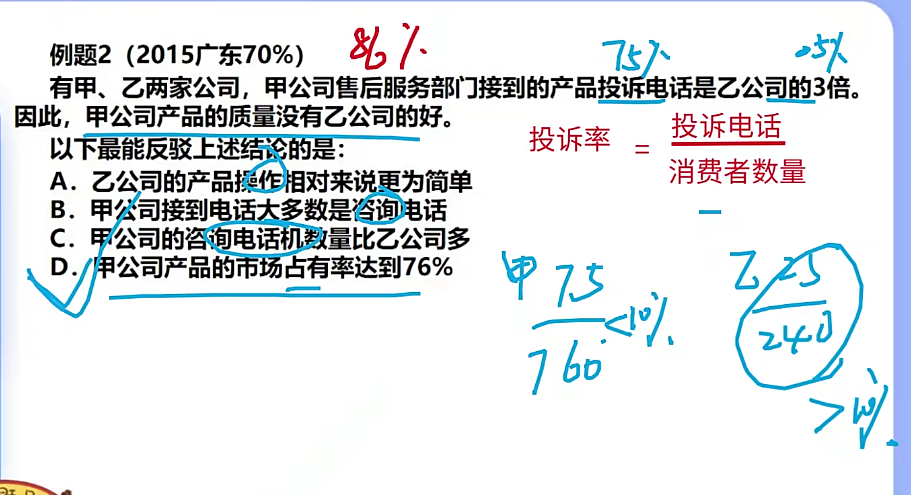 例题2（2015广东70%） 86% 75% 25%
有甲、乙两家公司，甲公司售后服务部门接到的产品投诉电话是乙公司的3倍。
因此，甲公司产品的质量没有乙公司的好。
以下最能反驳上述结论的是：
投诉率 = 投诉电话
消费者数量
A．乙公司的产品操作相对来说更为简单
B．甲公司接到电话大多数是咨询电话
C．甲公司的咨询电话机数量比乙公司多
D．甲公司产品的市场占有率达到76%
甲 75 <10% 乙 25
760 240
>10%